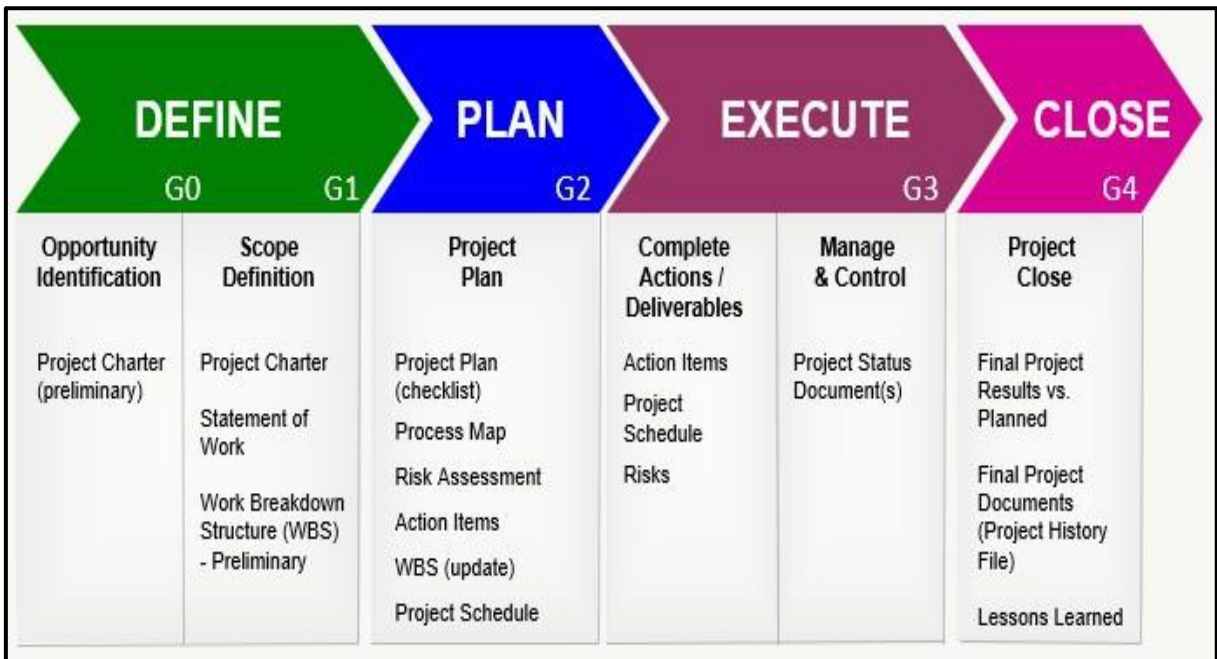 DEFINE
PLAN
EXECUTE
CLOSE
G0
G1
G2
G3
G4
Opportunity
Identification
Project Charter
(preliminary)
Scope
Definition
Project Charter
Statement of
Work
Work Breakdown
Structure (WBS)
- Preliminary
Project
Plan
Project Plan
(checklist)
Process Map
Risk Assessment
Action Items
WBS (update)
Project Schedule
Complete
Actions /
Deliverables
Action Items
Project
Schedule
Risks
Manage
& Control
Project Status
Document(s)
Project
Close
Final Project
Results vs.
Planned
Final Project
Documents
(Project History
File)
Lessons Learned